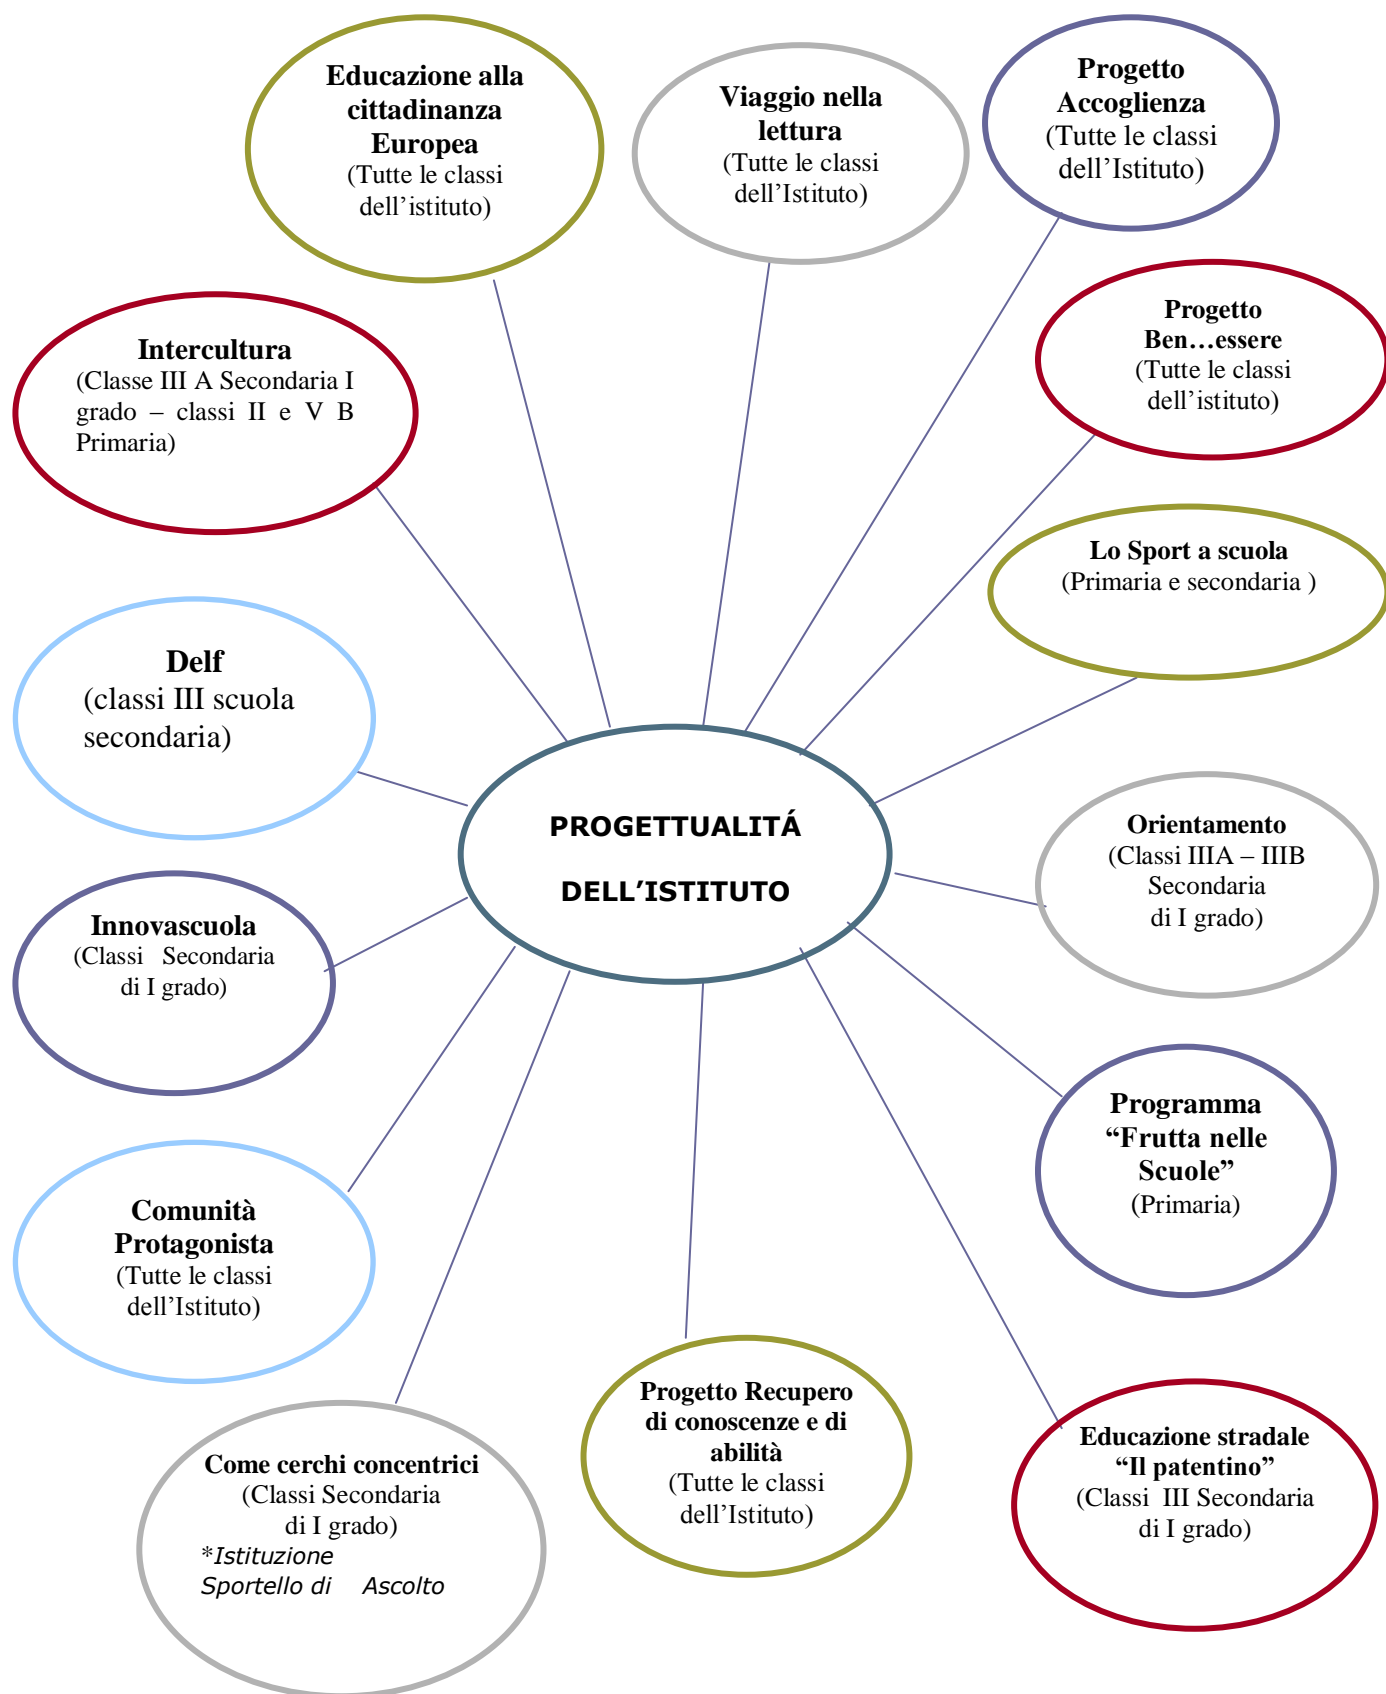 Educazione alla
cittadinanza
Europea
(Tutte le classi
dell’istituto)
Viaggio nella
lettura
(Tutte le classi
dell’Istituto)
Progetto
Accoglienza
(Tutte le classi
dell’Istituto)
Intercultura
(Classe III A Secondaria I
grado – classi II e V B
Primaria)
Progetto
Ben…essere
(Tutte le classi
dell’istituto)
Lo Sport a scuola
(Primaria e secondaria )
Delf
(classi III scuola
secondaria)
PROGETTUALITÁ
DELL’ISTITUTO
Orientamento
(Classi IIIA – IIIB
Secondaria
di I grado)
Innovascuola
(Classi Secondaria
di I grado)
Programma
“Frutta nelle
Scuole”
(Primaria)
Comunità
Protagonista
(Tutte le classi
dell’Istituto)
Come cerchi concentrici
(Classi Secondaria
di I grado)
*Istituzione
Sportello di Ascolto
Progetto Recupero
di conoscenze e di
abilità
(Tutte le classi
dell’Istituto)
Educazione stradale
“Il patentino”
(Classi III Secondaria
di I grado)